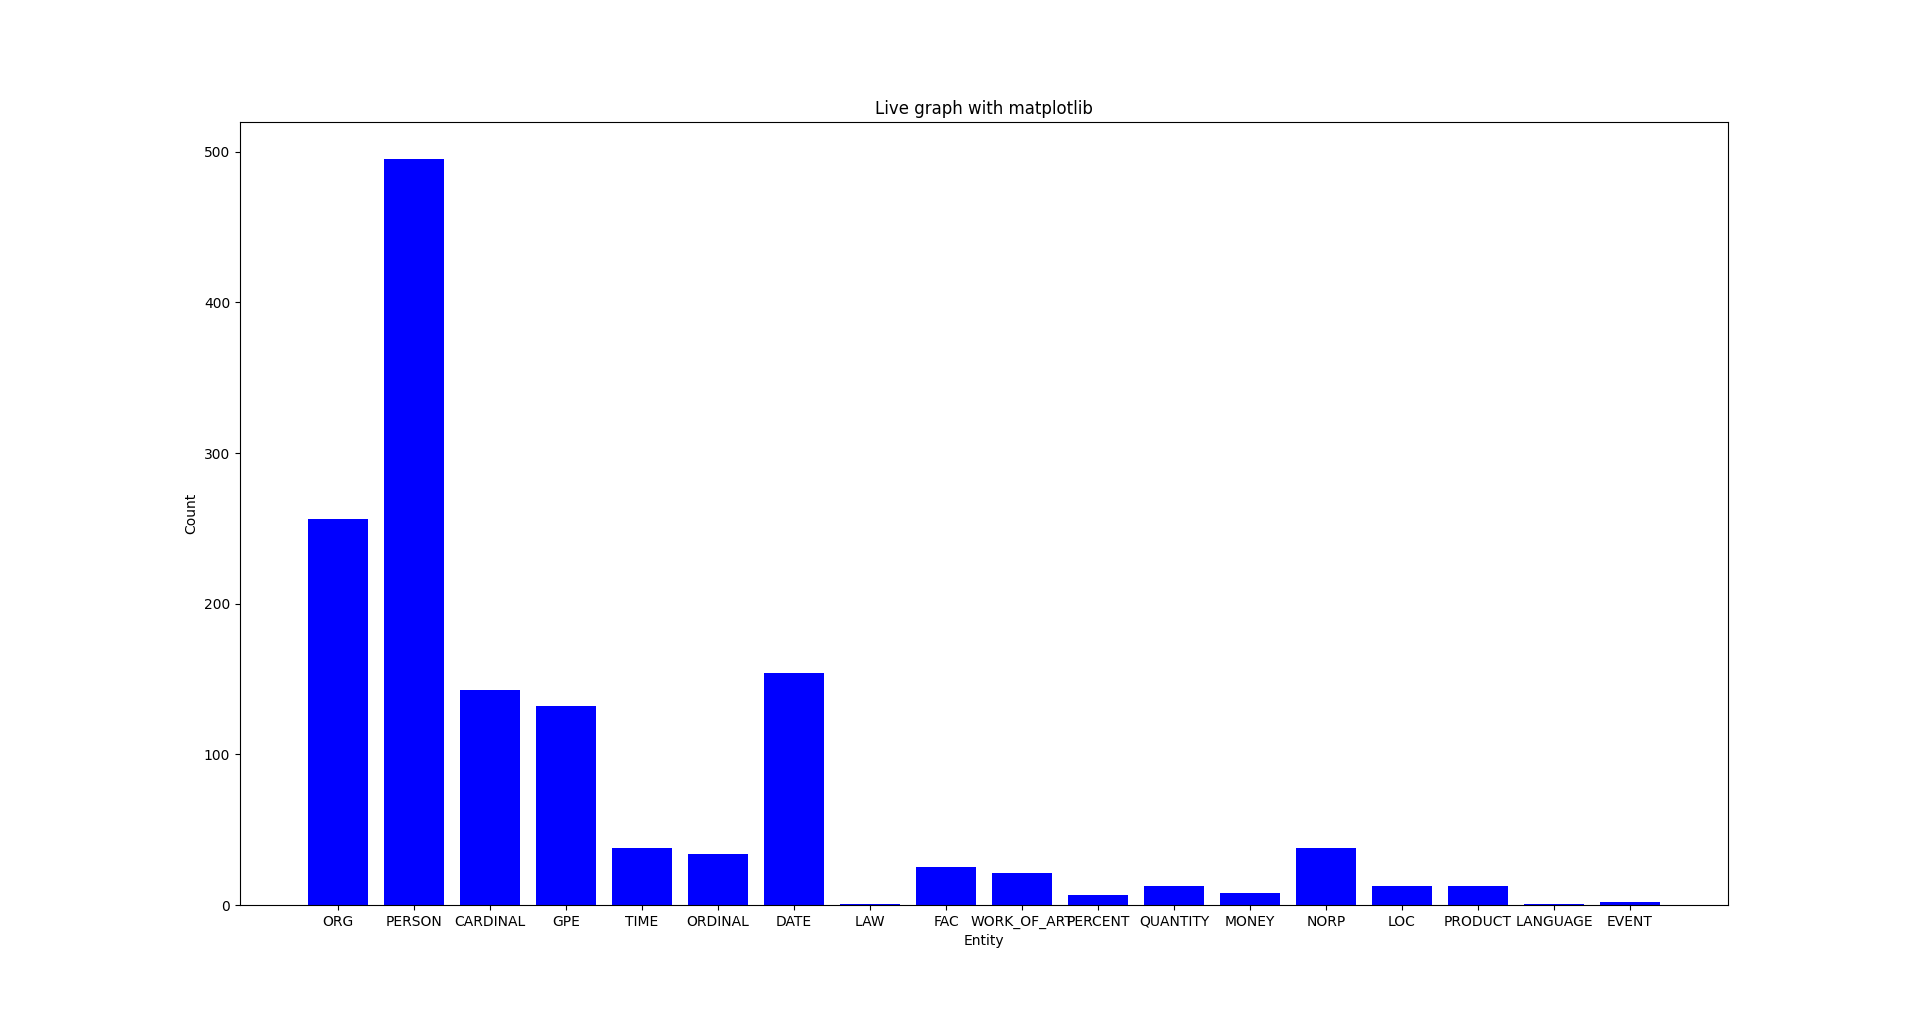 Live graph with matplotlib
500
400
300
200
100
0
Count
ORG PERSON CARDINAL GPE TIME ORDINAL DATE LAW FAC WORK_OF_ART PERCENT QUANTITY MONEY NORP LOC PRODUCT LANGUAGE EVENT
Entity